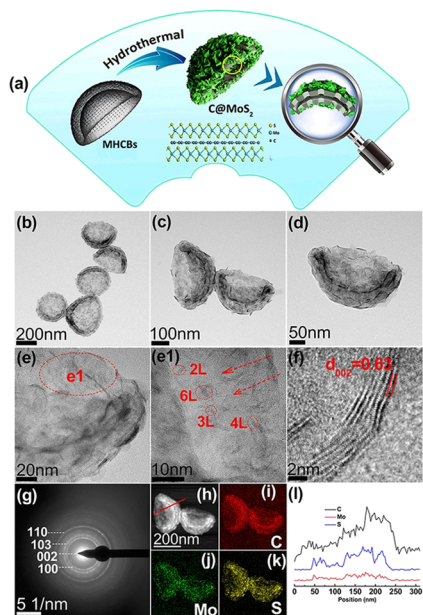 (a)
Hydrothermal
C@MoS2
MHCBs
S
Mo
C
(b)
200nm
(c)
100nm
(d)
50nm
(e)
e1
20nm
(e1)
2L
6L
3L
4L
10nm
(f)
d002=0.63
2nm
(g)
110
103
002
100
5 1/nm
(h)
200nm
(i)
C
(j)
Mo
(k)
S
(l)
C
Mo
S
0 50 100 150 200 250 300
Position (nm)